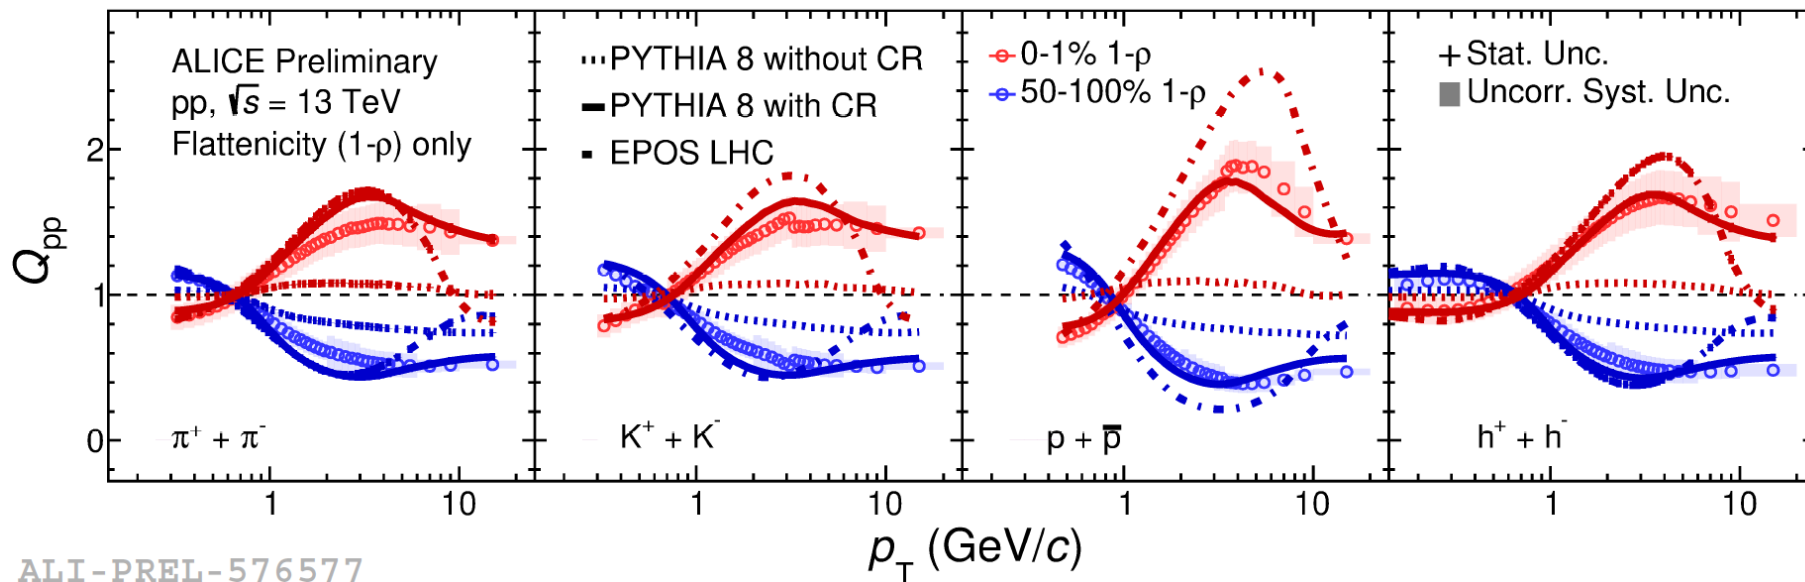 ALICE Preliminary
pp, √s = 13 TeV
Flattenicity (1-ρ) only
PYTHIA 8 without CR
PYTHIA 8 with CR
EPOS LHC
0-1% 1-ρ
50-100% 1-ρ
Stat. Unc.
Uncorr. Syst. Unc.
Q_pp
2
1
0
π⁺ + π⁻
K⁺ + K⁻
p + p̅
h⁺ + h⁻
1 10 1 10 1 10 1 10
p_T (GeV/c)
ALI-PREL-576577